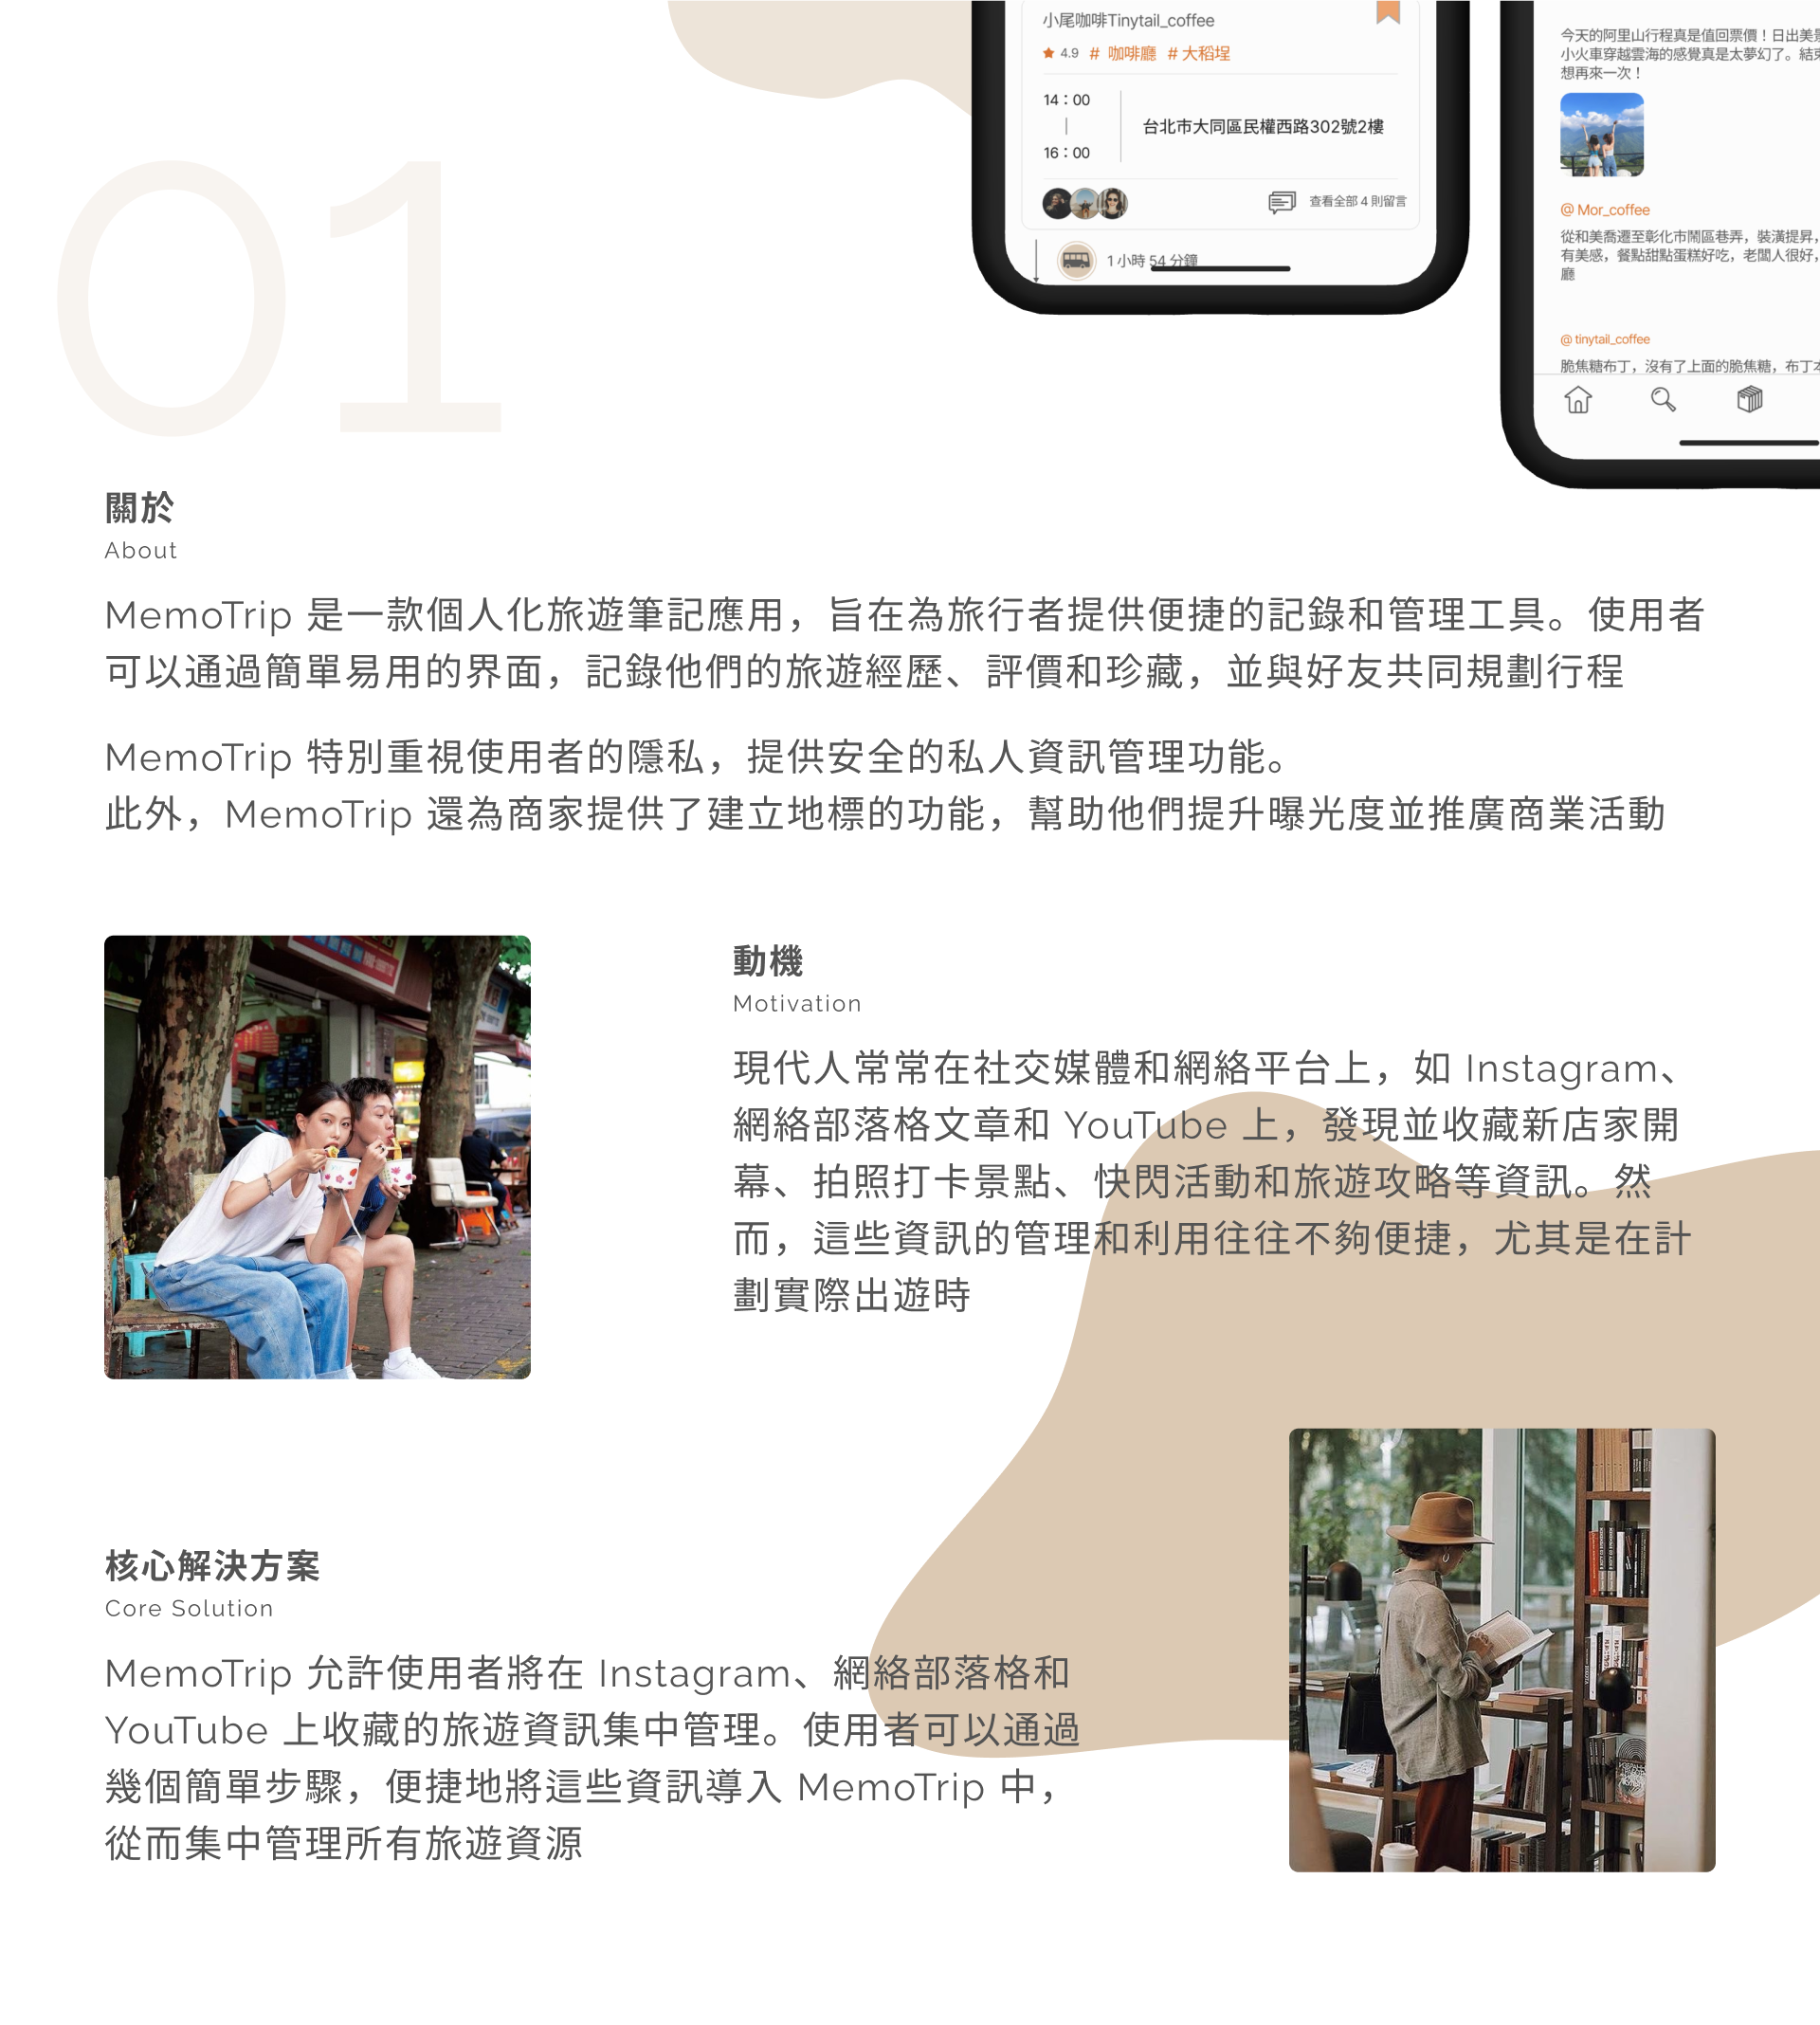 小尾咖啡Tinytail_coffee
4.9 # 咖啡廳 # 大稻埕
14：00
16：00
台北市大同區民權西路302號2樓
查看全部 4 則留言
1 小時 54 分鐘
今天的阿里山行程真是值回票價！日出美
小火車穿越雲海的感覺真是太夢幻了。結
想再來一次！
@ Mor_coffee
從和美喬遷至彰化市鬧區巷弄，裝潢提昇，
有美感，餐點甜點蛋糕好吃，老闆人很好，
廳
@ tinytail_coffee
脆焦糖布丁，沒有了上面的脆焦糖，布丁
01
關於
About
MemoTrip 是一款個人化旅遊筆記應用，旨在為旅行者提供便捷的記錄和管理工具。使用者
可以通過簡單易用的界面，記錄他們的旅遊經歷、評價和珍藏，並與好友共同規劃行程
MemoTrip 特別重視使用者的隱私，提供安全的私人資訊管理功能。
此外，MemoTrip 還為商家提供了建立地標的功能，幫助他們提升曝光度並推廣商業活動
動機
Motivation
現代人常常在社交媒體和網絡平台上，如 Instagram、
網絡部落格文章和 YouTube 上，發現並收藏新店家開
幕、拍照打卡景點、快閃活動和旅遊攻略等資訊。然
而，這些資訊的管理和利用往往不夠便捷，尤其是在計
劃實際出遊時
核心解決方案
Core Solution
MemoTrip 允許使用者將在 Instagram、網絡部落格和
YouTube 上收藏的旅遊資訊集中管理。使用者可以通過
幾個簡單步驟，便捷地將這些資訊導入 MemoTrip 中，
從而集中管理所有旅遊資源